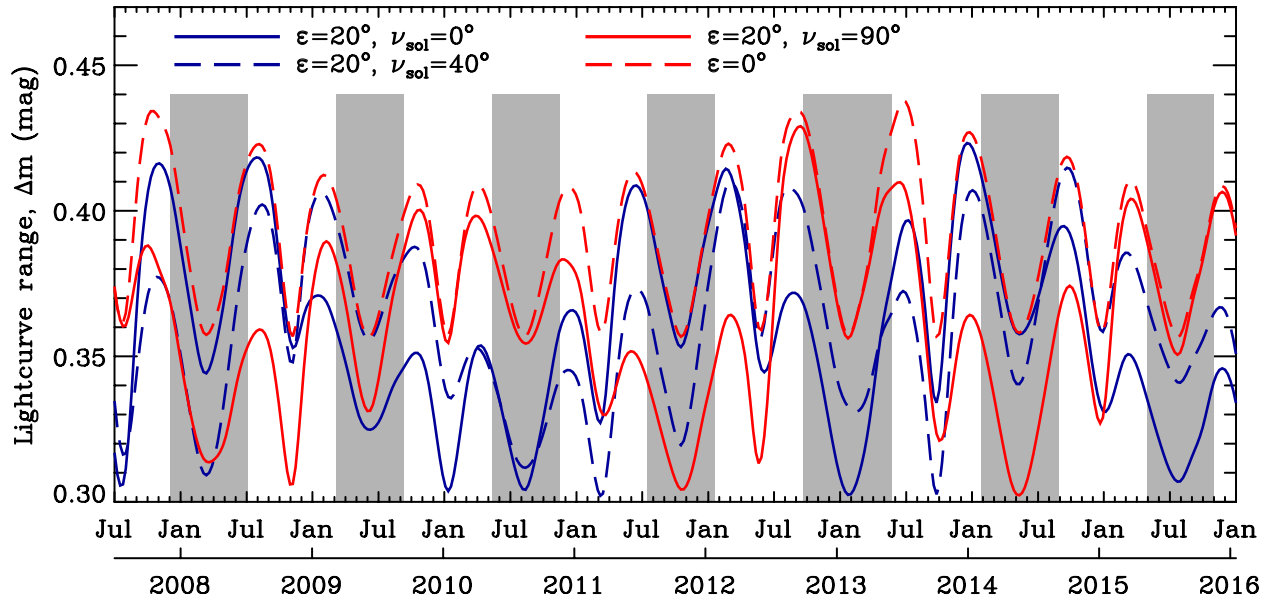 ε=20°, ν_sol=0°
ε=20°, ν_sol=90°
ε=20°, ν_sol=40°
ε=0°
Lightcurve range, Δm (mag)
0.45
0.40
0.35
0.30
Jul Jan Jul Jan Jul Jan Jul Jan Jul Jan Jul Jan Jul Jan Jul Jan Jul Jan
2008 2009 2010 2011 2012 2013 2014 2015 2016